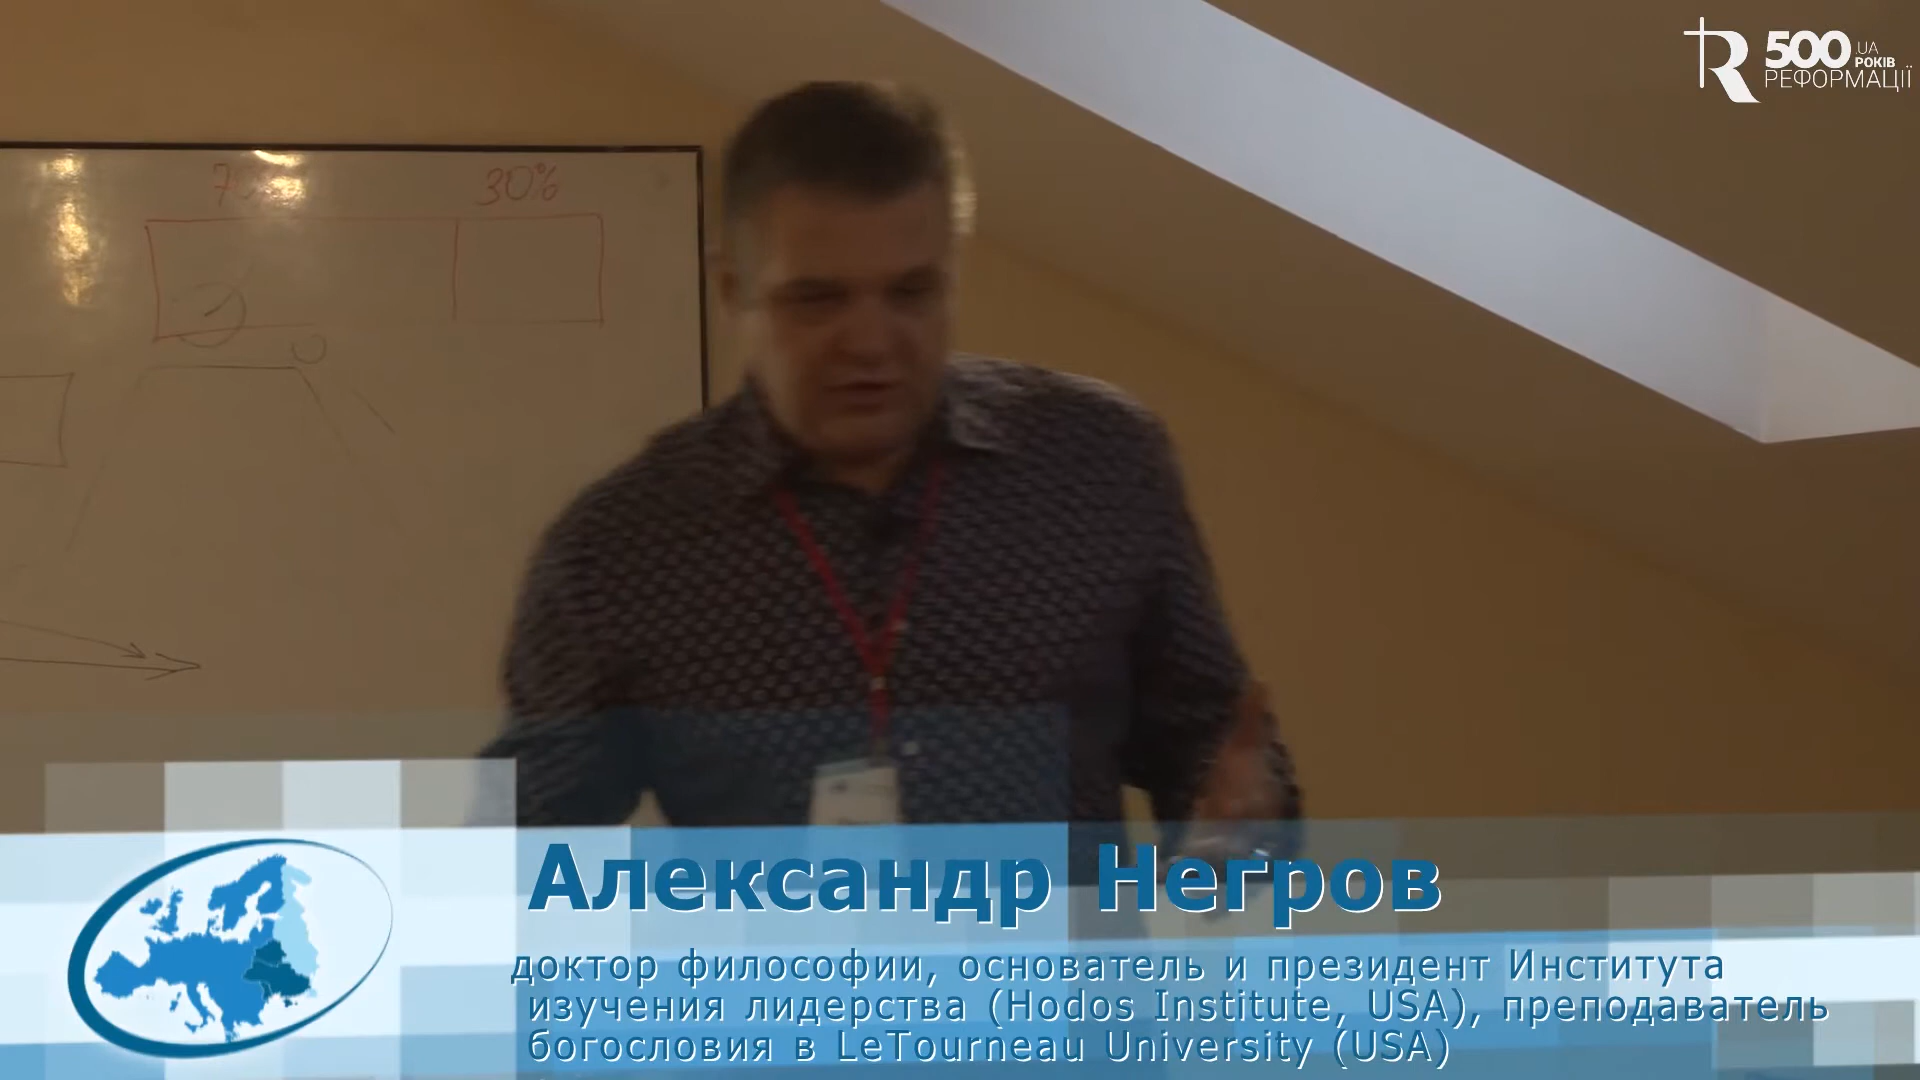 500 .UA
РОКІВ
РЕФОРМАЦІЇ
30%
Александр Негров
доктор философии, основатель и президент Института
изучения лидерства (Hodos Institute, USA), преподаватель
богословия в LeTourneau University (USA)